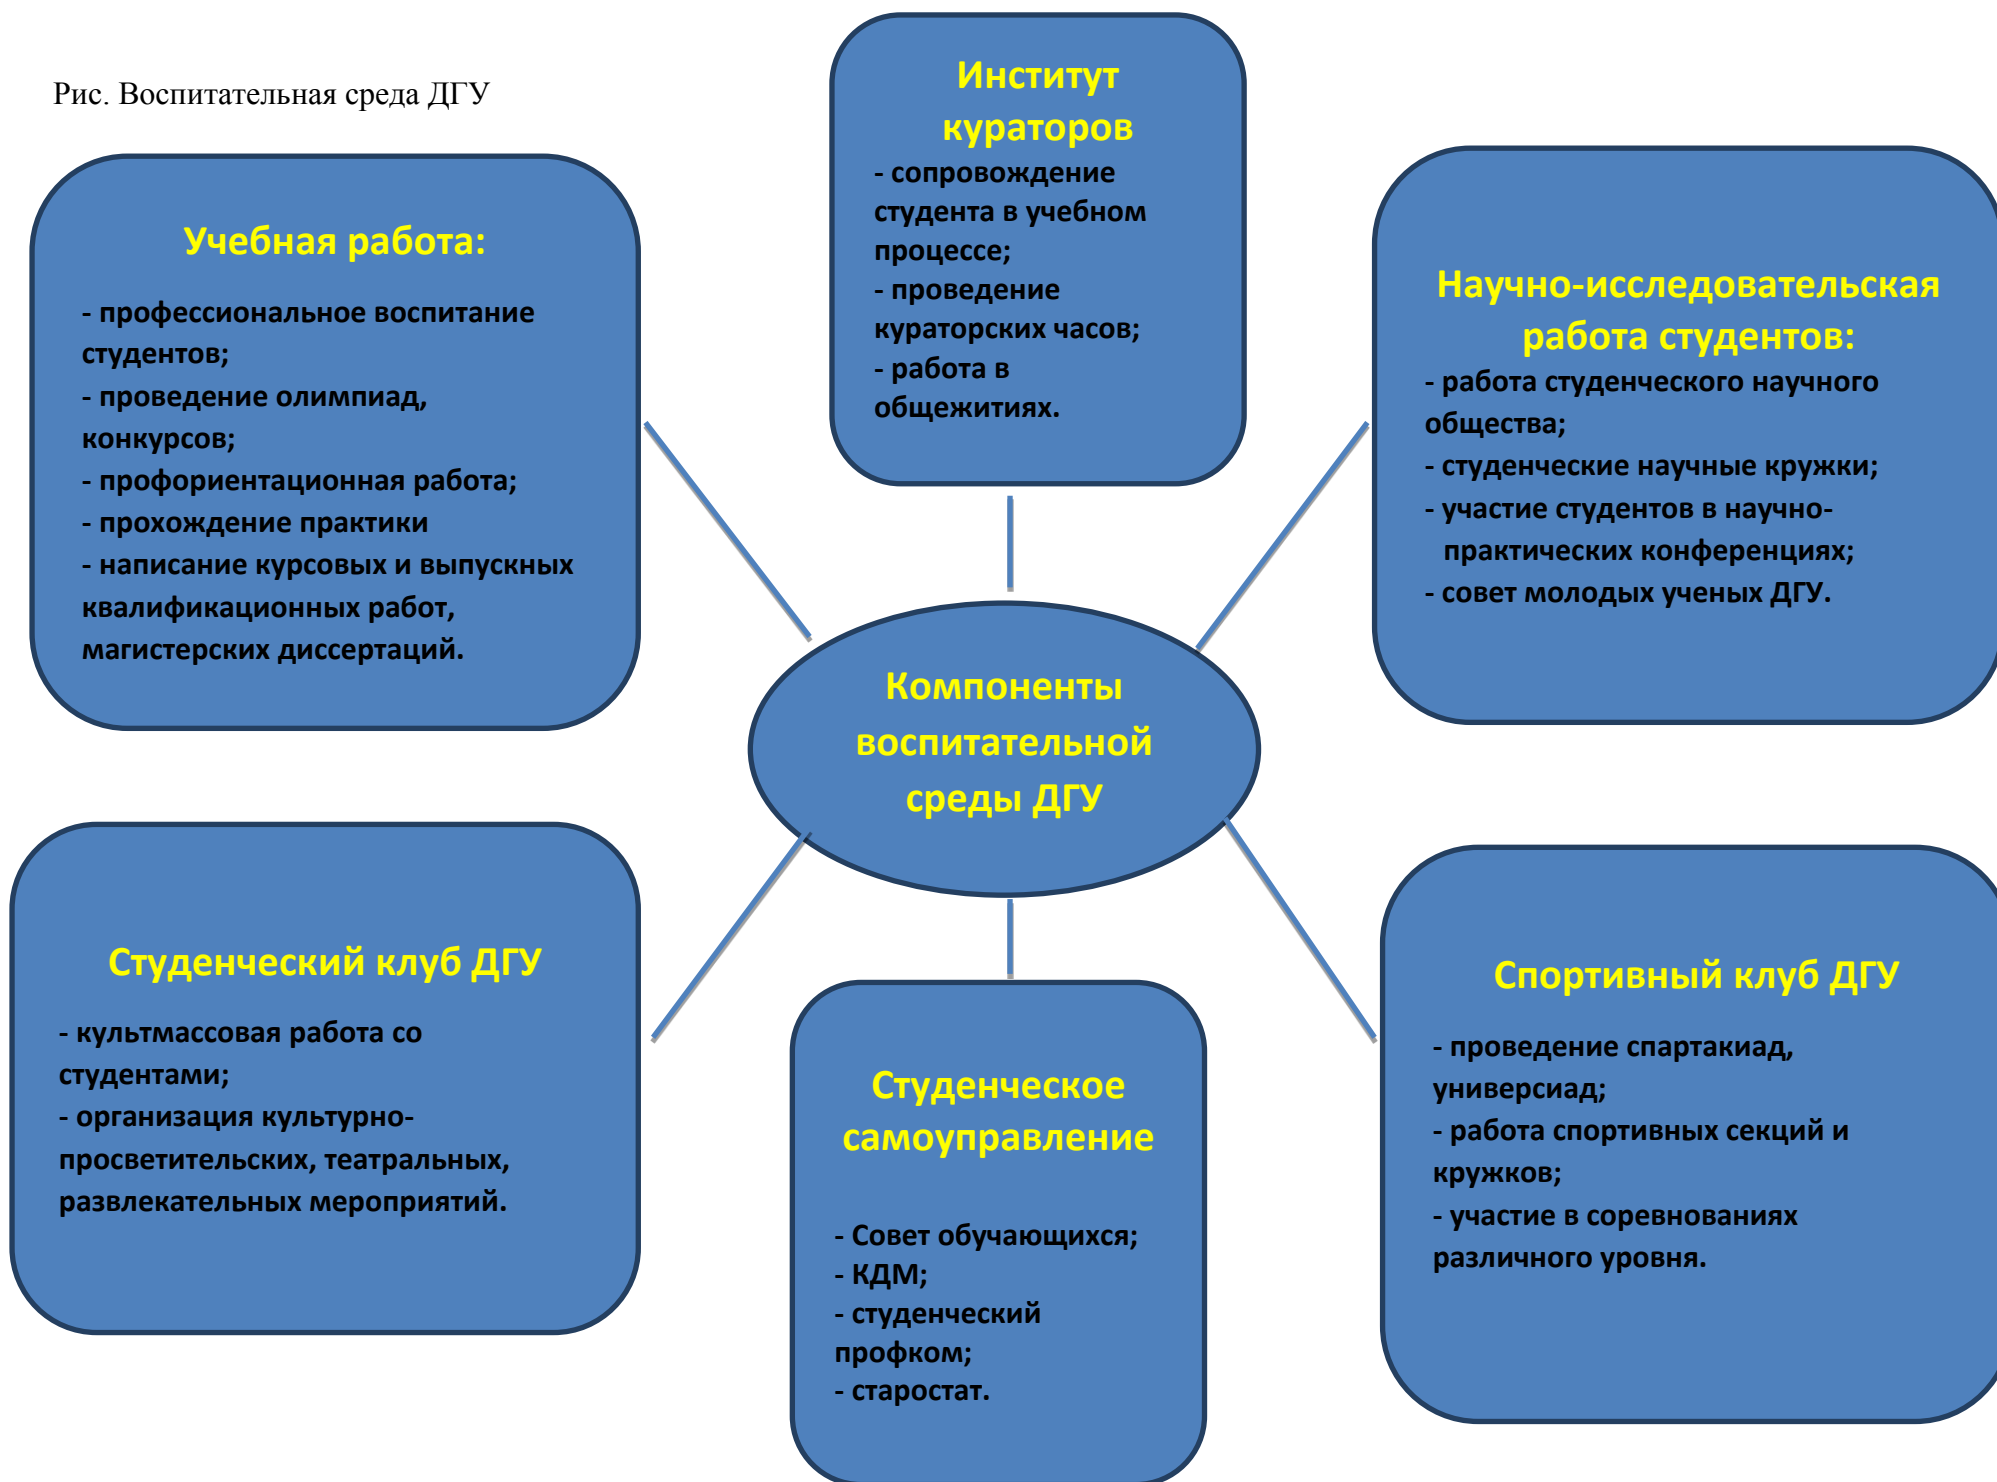 Рис. Воспитательная среда ДГУ
Учебная работа:
- профессиональное воспитание
студентов;
- проведение олимпиад,
конкурсов;
- профориентационная работа;
- прохождение практики
- написание курсовых и выпускных
квалификационных работ,
магистерских диссертаций.
Институт
кураторов
- сопровождение
студента в учебном
процессе;
- проведение
кураторских часов;
- работа в
общежитиях.
Научно-исследовательская
работа студентов:
- работа студенческого научного
общества;
- студенческие научные кружки;
- участие студентов в научно-
практических конференциях;
- совет молодых ученых ДГУ.
Компоненты
воспитательной
среды ДГУ
Студенческий клуб ДГУ
- культмассовая работа со
студентами;
- организация культурно-
просветительских, театральных,
развлекательных мероприятий.
Студенческое
самоуправление
- Совет обучающихся;
- КДМ;
- студенческий
профком;
- старостат.
Спортивный клуб ДГУ
- проведение спартакиад,
универсиад;
- работа спортивных секций и
кружков;
- участие в соревнованиях
различного уровня.